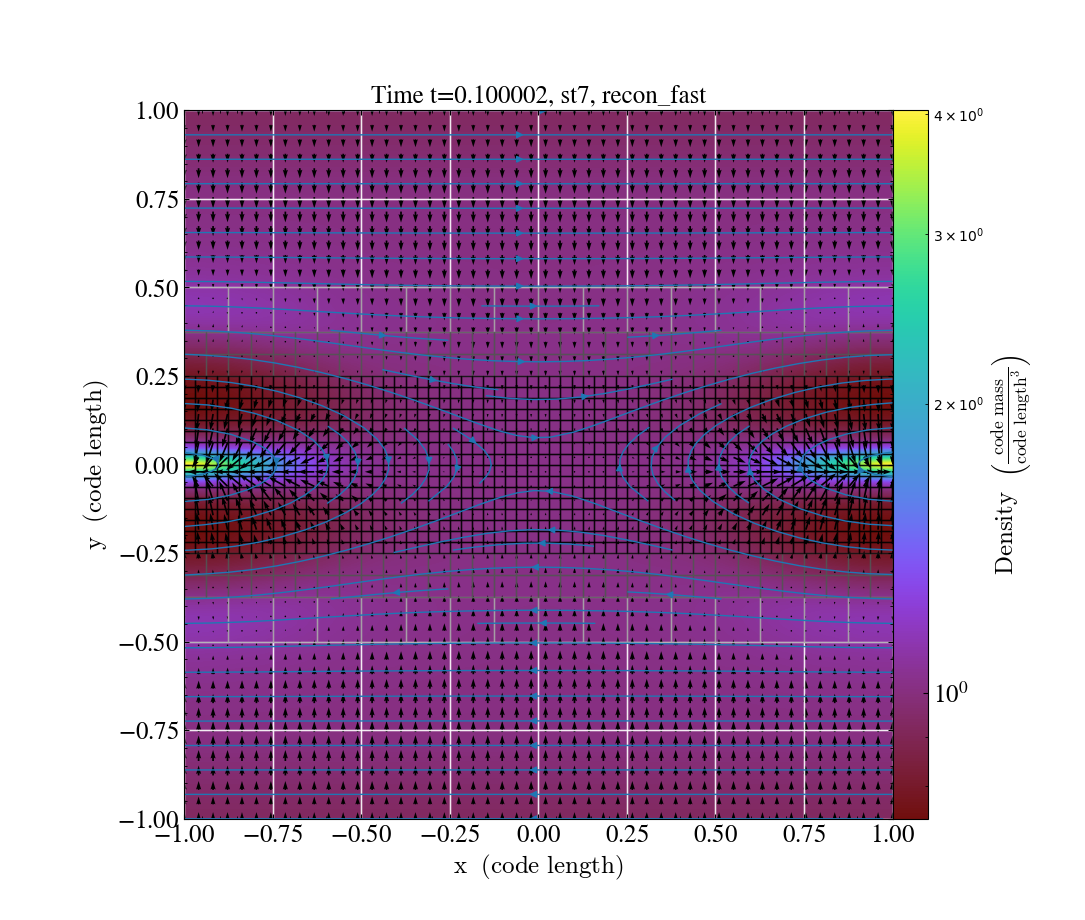 Time t=0.100002, st7, recon_fast
1.00
0.75
0.50
0.25
0.00
−0.25
−0.50
−0.75
−1.00
y (code length)
−1.00 −0.75 −0.50 −0.25 0.00 0.25 0.50 0.75 1.00
x (code length)
4 × 10⁰
3 × 10⁰
2 × 10⁰
10⁰
Density (code mass / code length³)